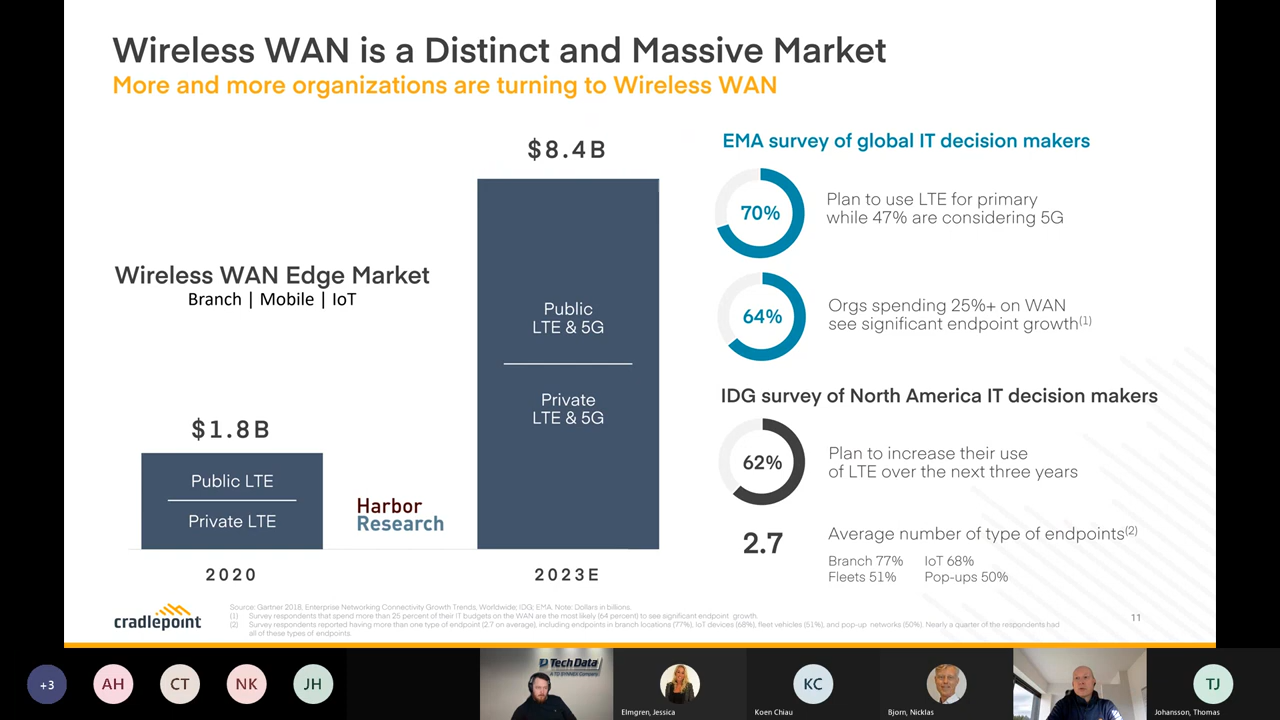 Wireless WAN is a Distinct and Massive Market
More and more organizations are turning to Wireless WAN
$8.4B
Wireless WAN Edge Market
Branch | Mobile | IoT
Public
LTE & 5G
Private
LTE & 5G
$1.8B
Public LTE
Private LTE
Harbor
Research
2020
2023E
EMA survey of global IT decision makers
70%
Plan to use LTE for primary
while 47% are considering 5G
64%
Orgs spending 25%+ on WAN
see significant endpoint growth(1)
IDG survey of North America IT decision makers
62%
Plan to increase their use
of LTE over the next three years
2.7
Average number of type of endpoints(2)
Branch 77% IoT 68%
Fleets 51% Pop-ups 50%
cradlepoint
Source: Gartner 2018, Enterprise Networking Connectivity Growth Trends, Worldwide; IDG; EMA. Note: Dollars in billions.
(1) Survey respondents that spend more than 25 percent of their IT budgets on the WAN are the most likely (64 percent) to see significant endpoint growth.
(2) Survey respondents reported having more than one type of endpoint (2.7 on average), including endpoints in branch locations (77%), IoT devices (68%), fleet vehicles (51%), and pop-up networks (50%). Nearly a quarter of the respondents had
all of these types of endpoints.
11
+3
AH
CT
NK
JH
Tech Data
A TD SYNNEX Company
Elmgren, Jessica
KC
Koen Chiau
Bjorn, Nicklas
TJ
Johansson, Thomas